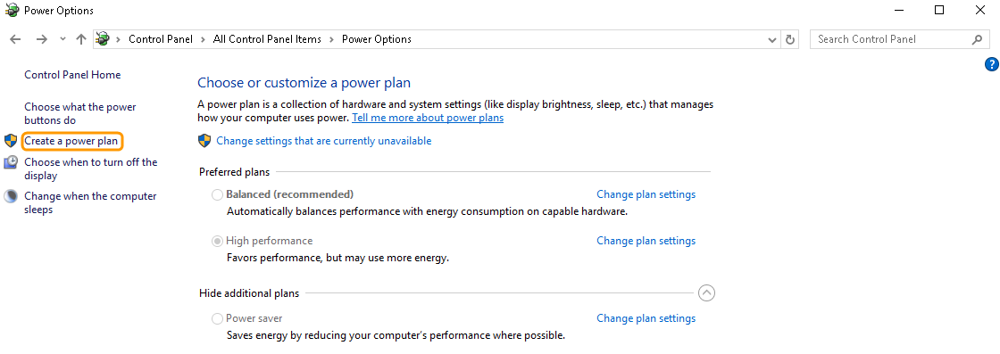 Power Options
Control Panel > All Control Panel Items > Power Options
Search Control Panel
?
Control Panel Home
Choose what the power
buttons do
Create a power plan
Choose when to turn off the
display
Change when the computer
sleeps
Choose or customize a power plan
A power plan is a collection of hardware and system settings (like display brightness, sleep, etc.) that manages
how your computer uses power. Tell me more about power plans
Change settings that are currently unavailable
Preferred plans
Balanced (recommended) Change plan settings
Automatically balances performance with energy consumption on capable hardware.
High performance Change plan settings
Favors performance, but may use more energy.
Hide additional plans
Power saver Change plan settings
Saves energy by reducing your computer's performance where possible.